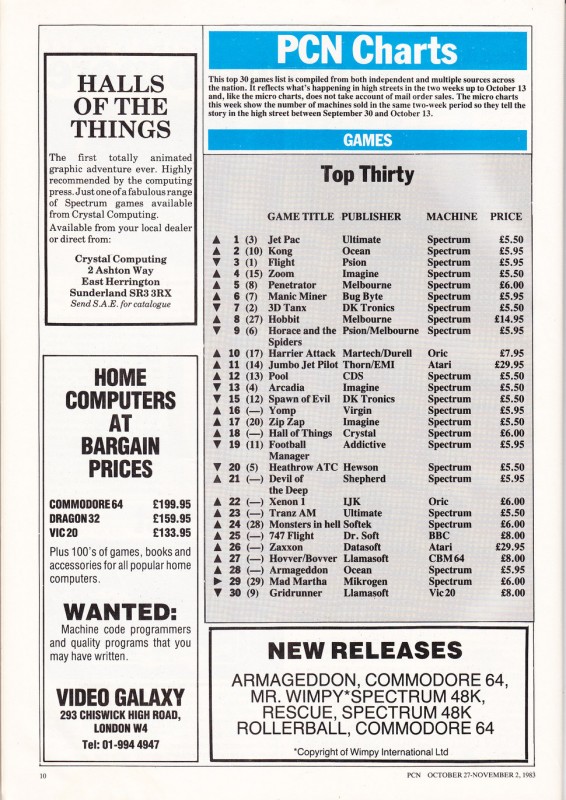 HALLS
OF THE
THINGS
The first totally animated
graphic adventure ever. Highly
recommended by the computing
press. Just one of a fabulous range
of Spectrum games available
from Crystal Computing.
Available from your local dealer
or direct from:
Crystal Computing
2 Ashton Way
East Herrington
Sunderland SR3 3RX
Send S.A.E. for catalogue
HOME
COMPUTERS
AT
BARGAIN
PRICES
COMMODORE 64 £199.95
DRAGON 32 £159.95
VIC 20 £133.95
Plus 100's of games, books and
accessories for all popular home
computers.
WANTED:
Machine code programmers
and quality programs that you
may have written.
VIDEO GALAXY
293 CHISWICK HIGH ROAD,
LONDON W4
Tel: 01-994 4947
PCN Charts
This top 30 games list is compiled from both independent and multiple sources across
the nation. It reflects what's happening in high streets in the two weeks up to October 13
and, like the micro charts, does not take account of mail order sales. The micro charts
this week show the number of machines sold in the same two-week period so they tell the
story in the high street between September 30 and October 13.
GAMES
Top Thirty
GAME TITLE PUBLISHER MACHINE PRICE
▲ 1 (3) Jet Pac Ultimate Spectrum £5.50
▲ 2 (10) Kong Ocean Spectrum £5.95
▼ 3 (1) Flight Psion Spectrum £5.95
▲ 4 (15) Zoom Imagine Spectrum £5.50
▲ 5 (8) Penetrator Melbourne Spectrum £6.00
▲ 6 (7) Manic Miner Bug Byte Spectrum £5.95
▼ 7 (2) 3D Tanx DK Tronics Spectrum £5.50
▲ 8 (27) Hobbit Melbourne Spectrum £14.95
▼ 9 (6) Horace and the Psion/Melbourne Spectrum £5.95
Spiders
▲ 10 (17) Harrier Attack Martech/Durell Oric £7.95
▲ 11 (14) Jumbo Jet Pilot Thorn/EMI Atari £29.95
▲ 12 (13) Pool CDS Spectrum £5.50
▼ 13 (4) Arcadia Imagine Spectrum £5.50
▼ 15 (12) Spawn of Evil DK Tronics Spectrum £5.50
▲ 16 (—) Yomp Virgin Spectrum £5.95
▲ 17 (20) Zip Zap Imagine Spectrum £5.50
▲ 18 (—) Hall of Things Crystal Spectrum £6.00
▼ 19 (11) Football Addictive Spectrum £5.95
Manager
▼ 20 (5) Heathrow ATC Hewson Spectrum £5.50
▲ 21 (—) Devil of Shepherd Spectrum £5.95
the Deep
▲ 22 (—) Xenon 1 IJK Oric £6.00
▲ 23 (—) Tranz AM Ultimate Spectrum £5.50
▲ 24 (28) Monsters in hell Softek Spectrum £6.00
▲ 25 (—) 747 Flight Dr. Soft BBC £8.00
▲ 26 (—) Zaxxon Datasoft Atari £29.95
▲ 27 (—) Hovver/Bovver Llamasoft CBM 64 £8.00
▲ 28 (—) Armageddon Ocean Spectrum £5.95
▶ 29 (29) Mad Martha Mikrogen Spectrum £6.00
▼ 30 (9) Gridrunner Llamasoft Vic 20 £8.00
NEW RELEASES
ARMAGEDDON, COMMODORE 64,
MR. WIMPY*SPECTRUM 48K,
RESCUE, SPECTRUM 48K
ROLLERBALL, COMMODORE 64
*Copyright of Wimpy International Ltd
10 PCN OCTOBER 27-NOVEMBER 2, 1983